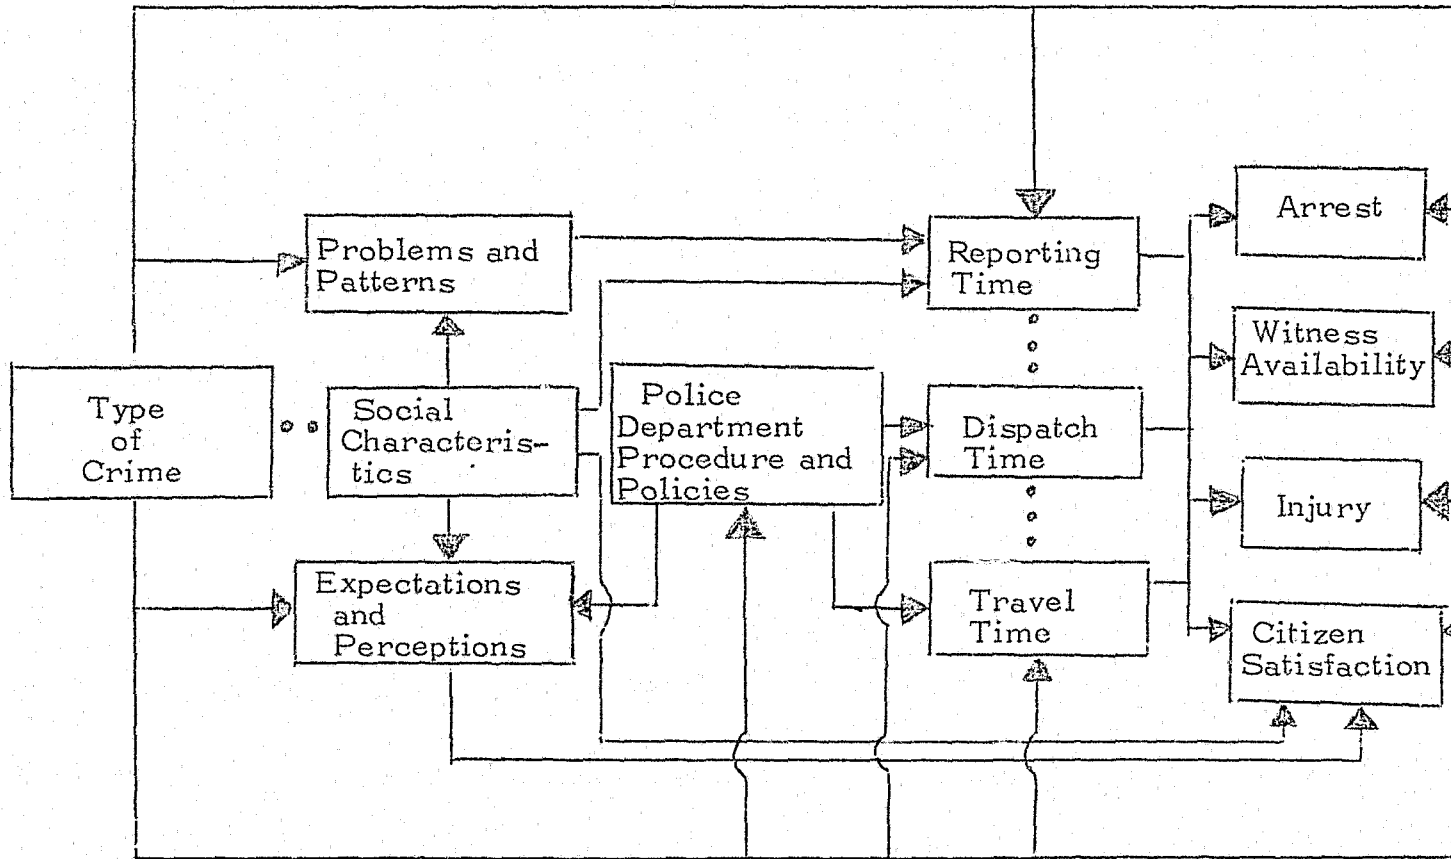 Type
of
Crime
Problems and
Patterns
Social
Characteris-
tics
Expectations
and
Perceptions
Police
Department
Procedure and
Policies
Reporting
Time
Dispatch
Time
Travel
Time
Arrest
Witness
Availability
Injury
Citizen
Satisfaction